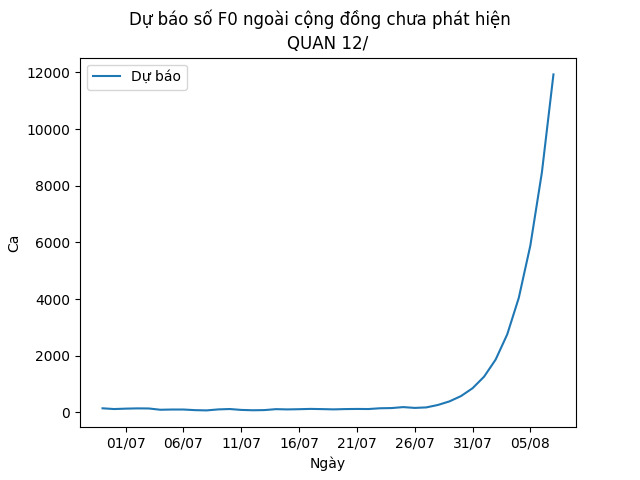 Dự báo số F0 ngoài cộng đồng chưa phát hiện
QUAN 12/
Dự báo
12000
10000
8000
6000
4000
2000
0
Ca
01/07 06/07 11/07 16/07 21/07 26/07 31/07 05/08
Ngày